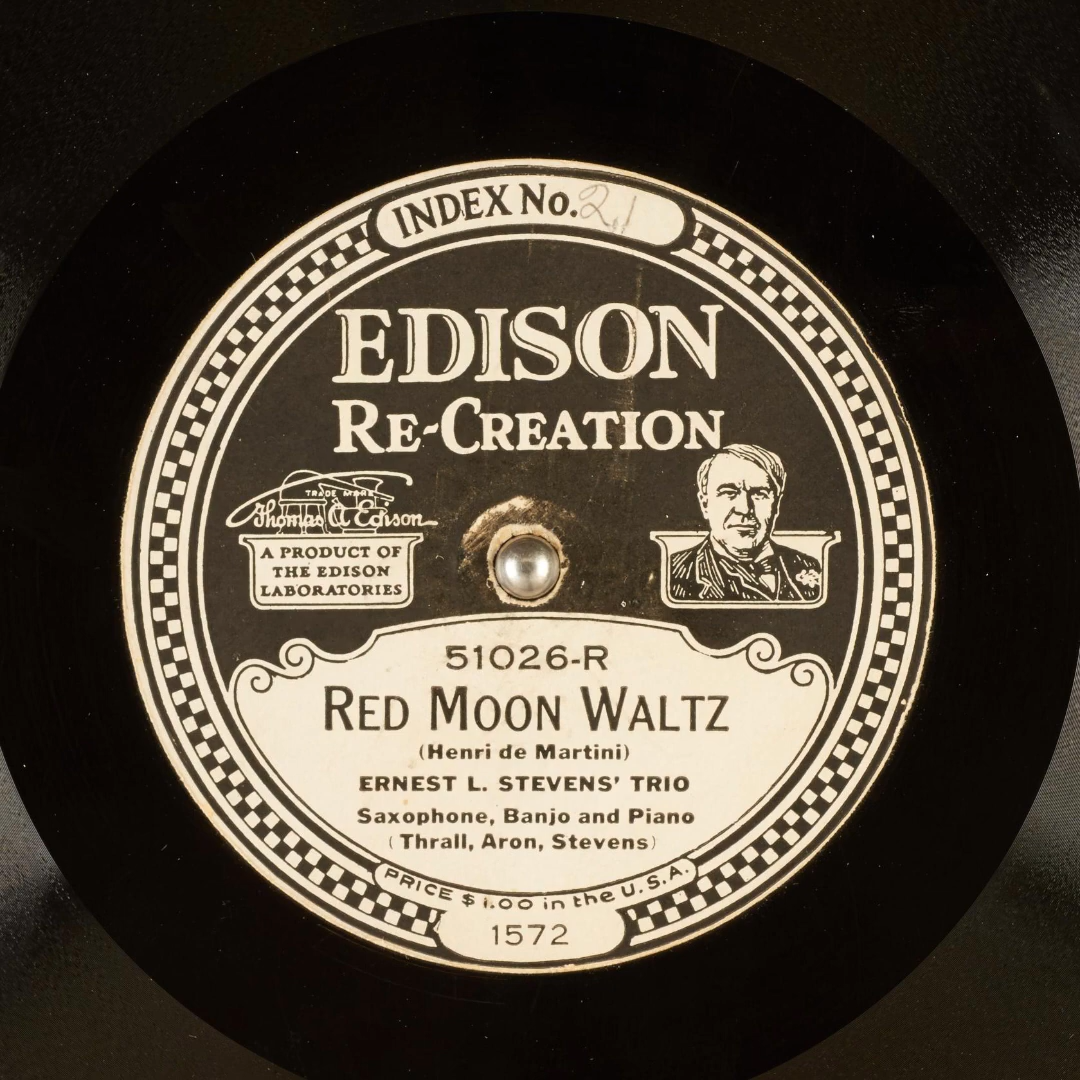 INDEX No. 21
EDISON
RE-CREATION
TRADE MARK
Thomas A Edison
A PRODUCT OF
THE EDISON
LABORATORIES
51026-R
RED MOON WALTZ
(Henri de Martini)
ERNEST L. STEVENS' TRIO
Saxophone, Banjo and Piano
(Thrall, Aron, Stevens)
PRICE $1.00 in the U.S.A.
1572